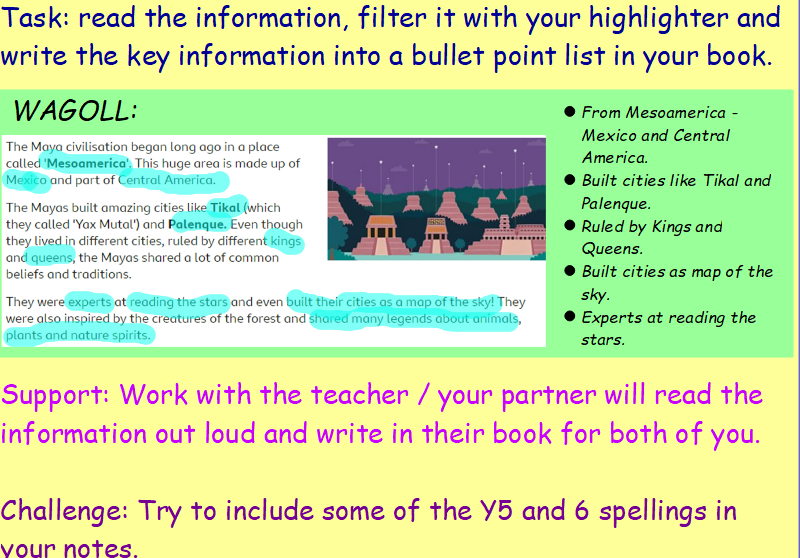 Task: read the information, filter it with your highlighter and
write the key information into a bullet point list in your book.
WAGOLL:
The Maya civilisation began long ago in a place
called 'Mesoamerica'. This huge area is made up of
Mexico and part of Central America.
The Mayas built amazing cities like Tikal (which
they called 'Yax Mutal') and Palenque. Even though
they lived in different cities, ruled by different kings
and queens, the Mayas shared a lot of common
beliefs and traditions.
They were experts at reading the stars and even built their cities as a map of the sky! They
were also inspired by the creatures of the forest and shared many legends about animals,
plants and nature spirits.
● From Mesoamerica -
Mexico and Central
America.
● Built cities like Tikal and
Palenque.
● Ruled by Kings and
Queens.
● Built cities as map of the
sky.
● Experts at reading the
stars.
Support: Work with the teacher / your partner will read the
information out loud and write in their book for both of you.
Challenge: Try to include some of the Y5 and 6 spellings in
your notes.